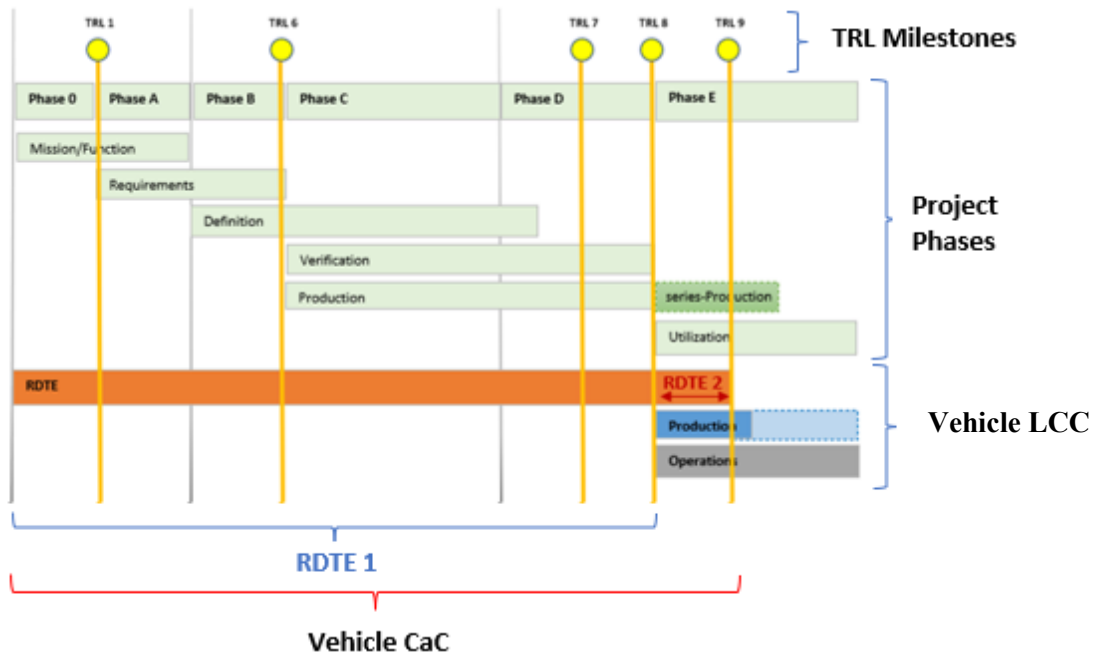 TRL 1
TRL 6
TRL 7
TRL 8
TRL 9
TRL Milestones
Phase 0
Phase A
Phase B
Phase C
Phase D
Phase E
Mission/Function
Requirements
Definition
Verification
Production
series-Production
Utilization
Project
Phases
RDTE
RDTE 2
Production
Operations
Vehicle LCC
RDTE 1
Vehicle CaC